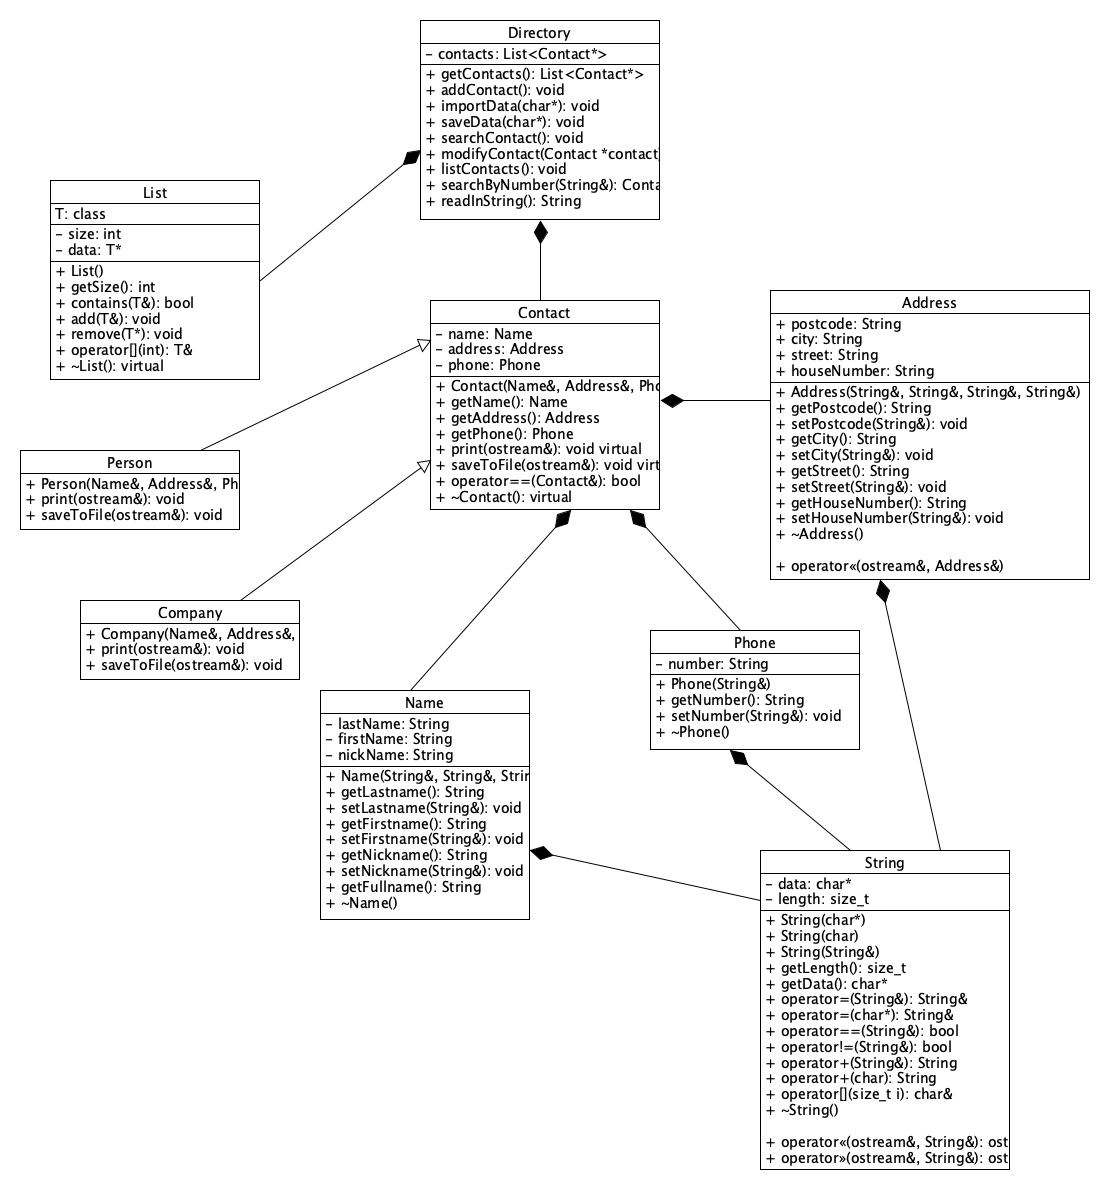 Directory
– contacts: List<Contact*>
+ getContacts(): List<Contact*>
+ addContact(): void
+ importData(char*): void
+ saveData(char*): void
+ searchContact(): void
+ modifyContact(Contact *contact
+ listContacts(): void
+ searchByNumber(String&): Conta
+ readInString(): String
List
T: class
– size: int
– data: T*
+ List()
+ getSize(): int
+ contains(T&): bool
+ add(T&): void
+ remove(T*): void
+ operator[](int): T&
+ ~List(): virtual
Contact
– name: Name
– address: Address
– phone: Phone
+ Contact(Name&, Address&, Pho
+ getName(): Name
+ getAddress(): Address
+ getPhone(): Phone
+ print(ostream&): void virtual
+ saveToFile(ostream&): void virt
+ operator==(Contact&): bool
+ ~Contact(): virtual
Address
+ postcode: String
+ city: String
+ street: String
+ houseNumber: String
+ Address(String&, String&, String&, String&)
+ getPostcode(): String
+ setPostcode(String&): void
+ getCity(): String
+ setCity(String&): void
+ getStreet(): String
+ setStreet(String&): void
+ getHouseNumber(): String
+ setHouseNumber(String&): void
+ ~Address()
+ operator«(ostream&, Address&)
Person
+ Person(Name&, Address&, Ph
+ print(ostream&): void
+ saveToFile(ostream&): void
Company
+ Company(Name&, Address&,
+ print(ostream&): void
+ saveToFile(ostream&): void
Phone
– number: String
+ Phone(String&)
+ getNumber(): String
+ setNumber(String&): void
+ ~Phone()
Name
– lastName: String
– firstName: String
– nickName: String
+ Name(String&, String&, Strin
+ getLastname(): String
+ setLastname(String&): void
+ getFirstname(): String
+ setFirstname(String&): void
+ getNickname(): String
+ setNickname(String&): void
+ getFullname(): String
+ ~Name()
String
– data: char*
– length: size_t
+ String(char*)
+ String(char)
+ String(String&)
+ getLength(): size_t
+ getData(): char*
+ operator=(String&): String&
+ operator=(char*): String&
+ operator==(String&): bool
+ operator!=(String&): bool
+ operator+(String&): String
+ operator+(char): String
+ operator[](size_t i): char&
+ ~String()
+ operator«(ostream&, String&): ost
+ operator»(ostream&, String&): ost